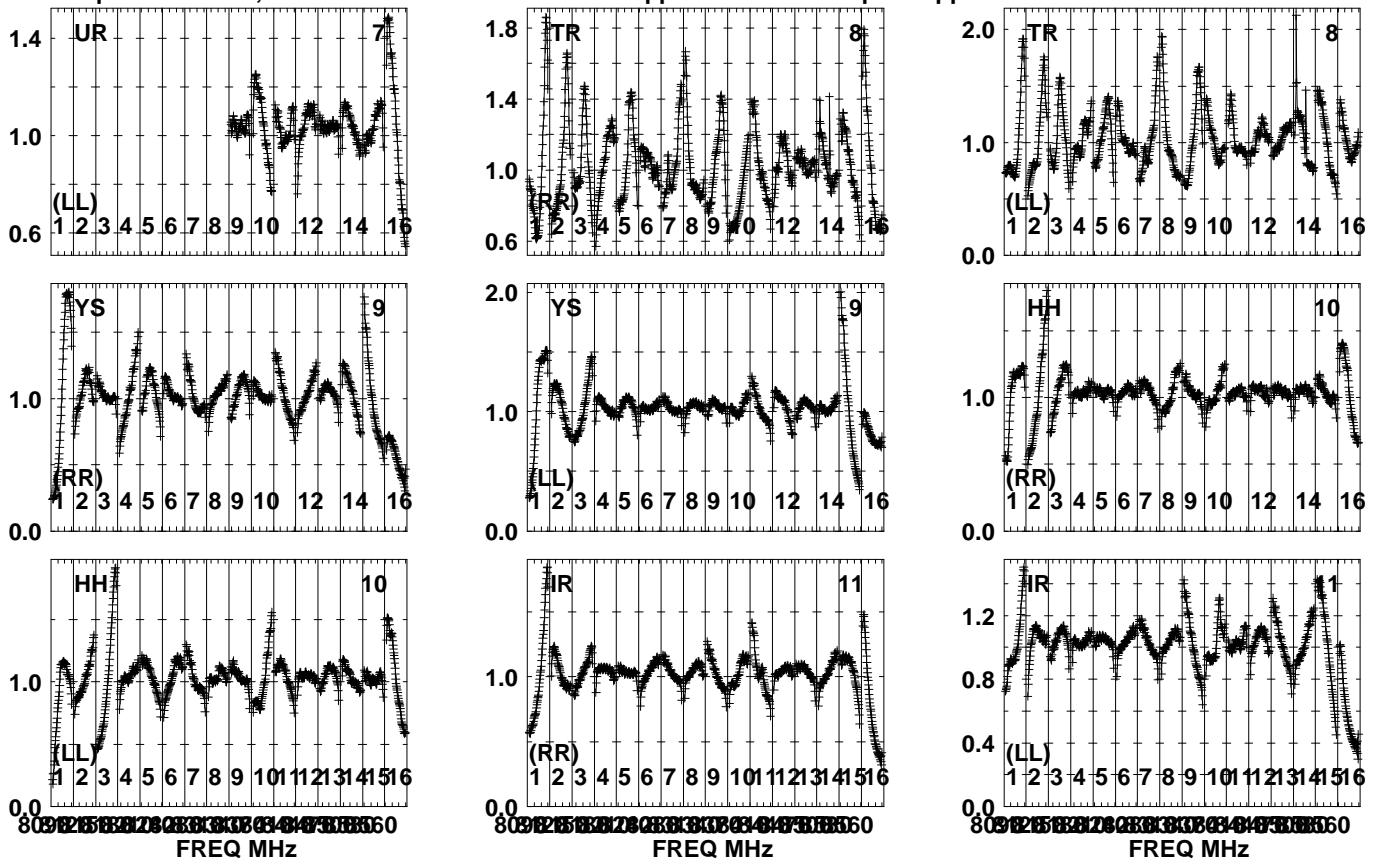 UR 7 TR 8 TR 8
1.4 1.8 2.0
1.4
1.0 1.0 1.0
(LL) (RR) (LL)
0.6 0.6 0.0
1 2 3 4 5 6 7 8 9 10 12 14 16
1 2 3 4 5 6 7 8 9 10 12 14 16
1 2 3 4 5 6 7 8 9 10 12 14 16
YS 9 YS 9 HH 10
2.0
1.0 1.0 1.0
(RR) (LL) (RR)
1 2 3 4 5 6 7 8 9 10 12 14 16
1 2 3 4 5 6 7 8 9 10 12 14 16
1 2 3 4 5 6 7 8 9 10 12 14 16
0.0 0.0 0.0
HH 10 IR 11 IR 11
1.2
1.0 1.0 0.8
(LL) (RR) (LL)
0.4
1 2 3 4 5 6 7 8 9 10 11 12 13 14 15 16
1 2 3 4 5 6 7 8 9 10 11 12 13 14 15 16
1 2 3 4 5 6 7 8 9 10 11 12 13 14 15 16
0.0 0.0 0.0
FREQ MHz FREQ MHz FREQ MHz